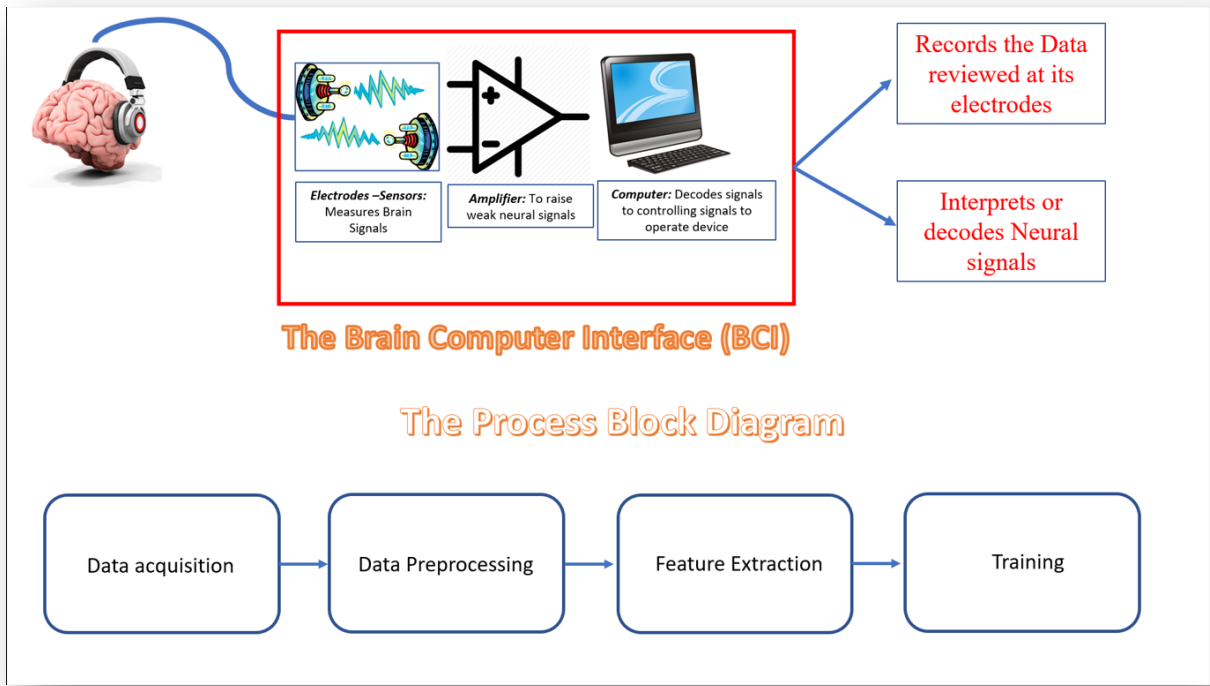 Records the Data
reviewed at its
electrodes
Electrodes –Sensors:
Measures Brain
Signals
Amplifier: To raise
weak neural signals
Computer: Decodes signals
to controlling signals to
operate device
Interprets or
decodes Neural
signals
The Brain Computer Interface (BCI)
The Process Block Diagram
Data acquisition
Data Preprocessing
Feature Extraction
Training